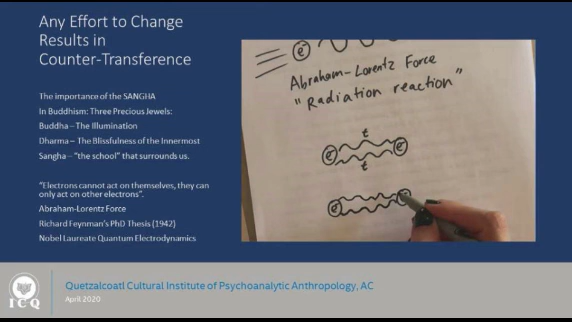 Any Effort to Change
Results in
Counter-Transference
The importance of the SANGHA
In Buddhism: Three Precious Jewels:
Buddha – The Illumination
Dharma – The Blissfulness of the Innermost
Sangha – "the school" that surrounds us.
"Electrons cannot act on themselves, they can
only act on other electrons".
Abraham-Lorentz Force
Richard Feynman's PhD Thesis (1942)
Nobel Laureate Quantum Electrodynamics
e⁻
Abraham-Lorentz Force
"Radiation reaction"
t
e⁻ e⁻
t
e⁻
ICQ
Quetzalcoatl Cultural Institute of Psychoanalytic Anthropology, AC
April 2020